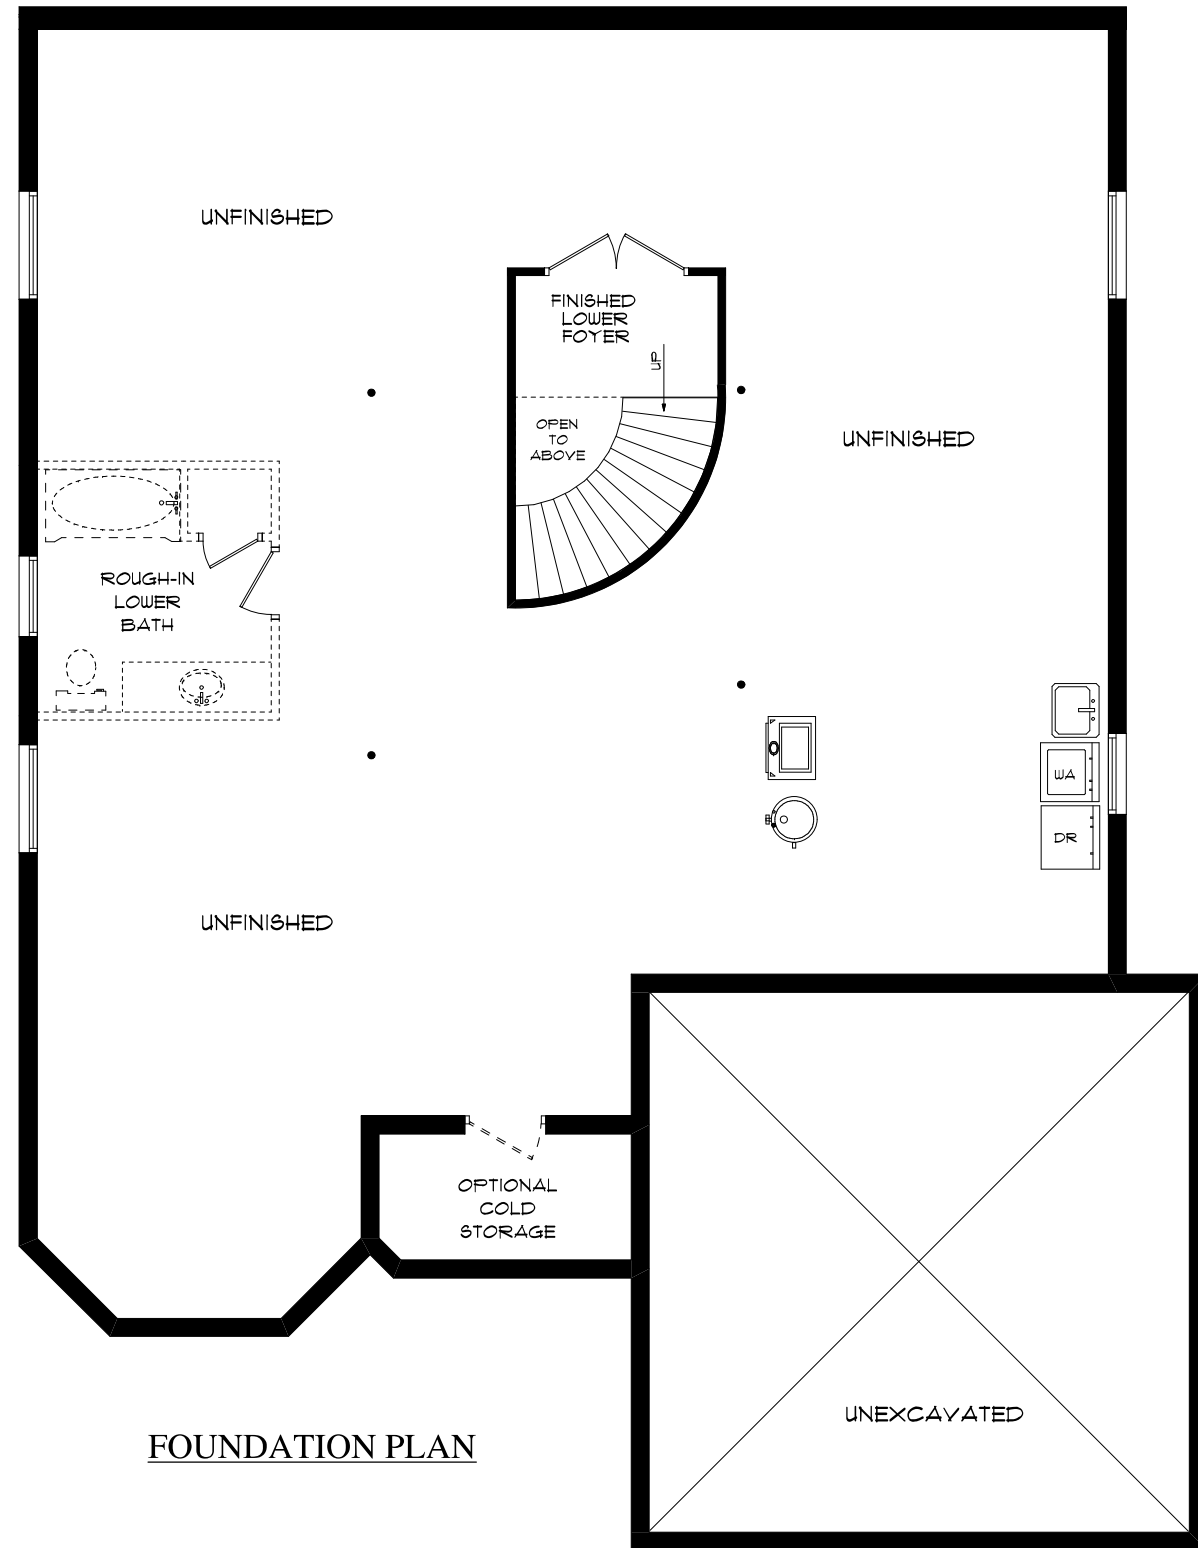 UNFINISHED
FINISHED
LOWER
FOYER
UP
OPEN
TO
ABOVE
UNFINISHED
ROUGH-IN
LOWER
BATH
WA
DR
UNFINISHED
OPTIONAL
COLD
STORAGE
UNEXCAVATED
FOUNDATION PLAN